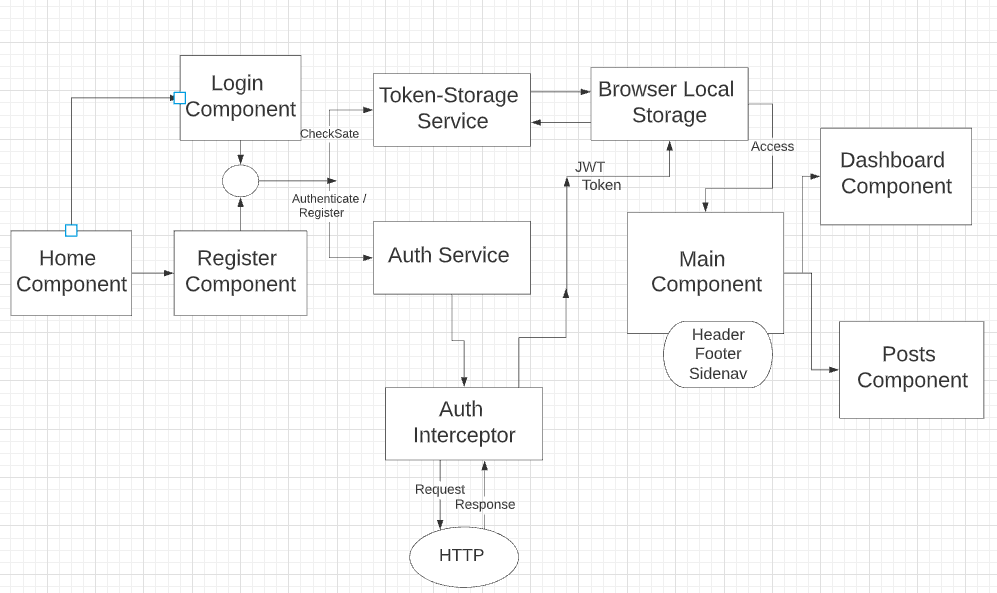 Login
Component
Token-Storage
Service
Browser Local
Storage
CheckSate
Access
JWT
Token
Dashboard
Component
Authenticate /
Register
Home
Component
Register
Component
Auth Service
Main
Component
Header
Footer
Sidenav
Posts
Component
Auth
Interceptor
Request
Response
HTTP